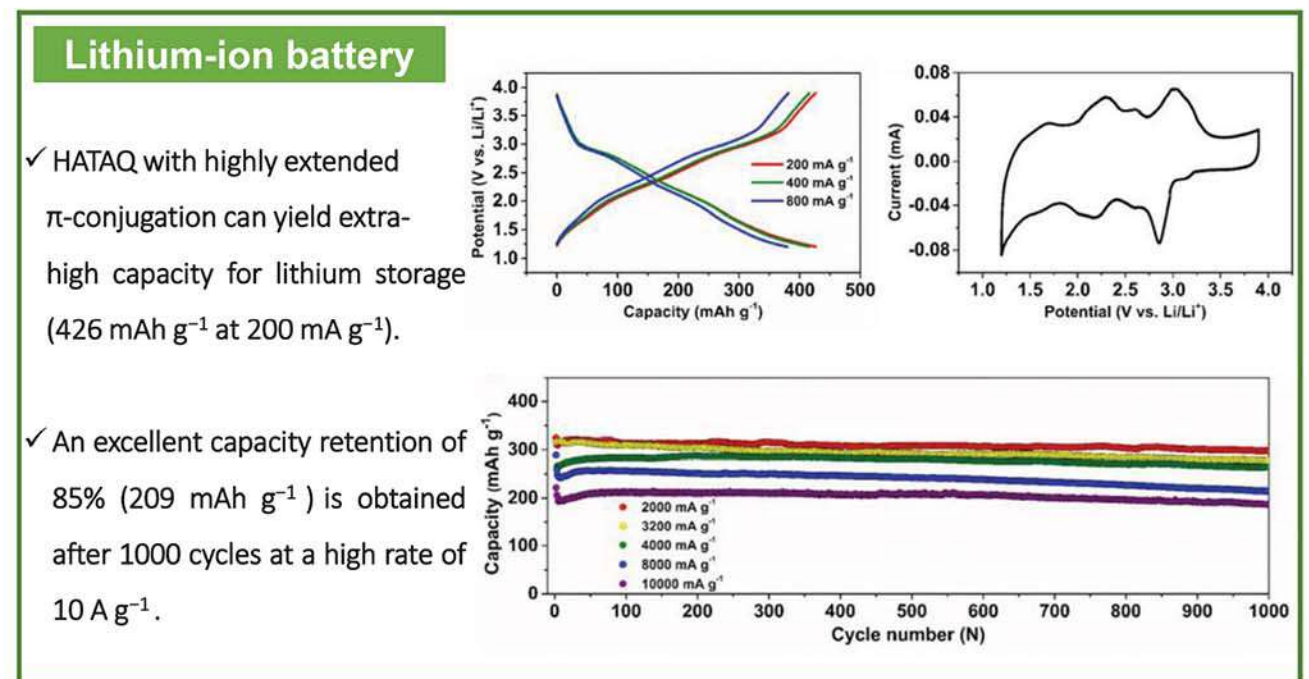 Lithium-ion battery
✓ HATAQ with highly extended
π-conjugation can yield extra-
high capacity for lithium storage
(426 mAh g⁻¹ at 200 mA g⁻¹).
✓ An excellent capacity retention of
85% (209 mAh g⁻¹ ) is obtained
after 1000 cycles at a high rate of
10 A g⁻¹ .
Potential (V vs. Li/Li⁺)
4.0
3.5
3.0
2.5
2.0
1.5
1.0
200 mA g⁻¹
400 mA g⁻¹
800 mA g⁻¹
0 100 200 300 400 500
Capacity (mAh g⁻¹)
Current (mA)
0.08
0.04
0.00
-0.04
-0.08
1.0 1.5 2.0 2.5 3.0 3.5 4.0
Potential (V vs. Li/Li⁺)
Capacity (mAh g⁻¹)
400
300
200
100
0
2000 mA g⁻¹
3200 mA g⁻¹
4000 mA g⁻¹
8000 mA g⁻¹
10000 mA g⁻¹
0 100 200 300 400 500 600 700 800 900 1000
Cycle number (N)